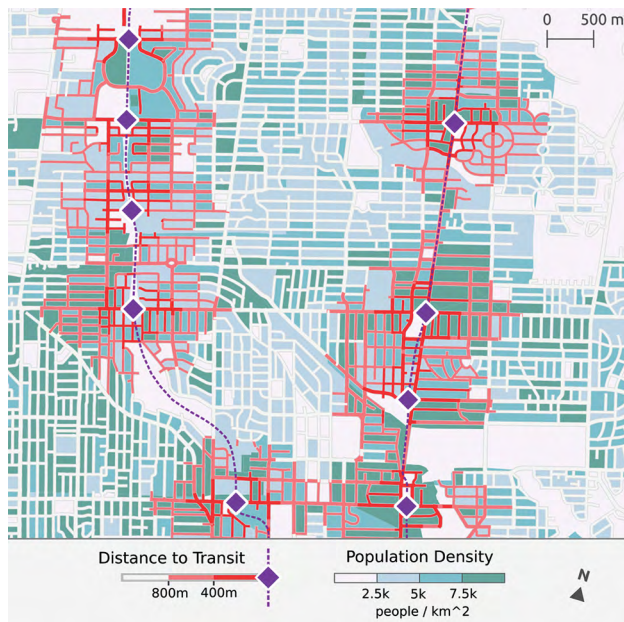 0 500 m
Distance to Transit
800m 400m
Population Density
2.5k 5k 7.5k
people / km^2
N